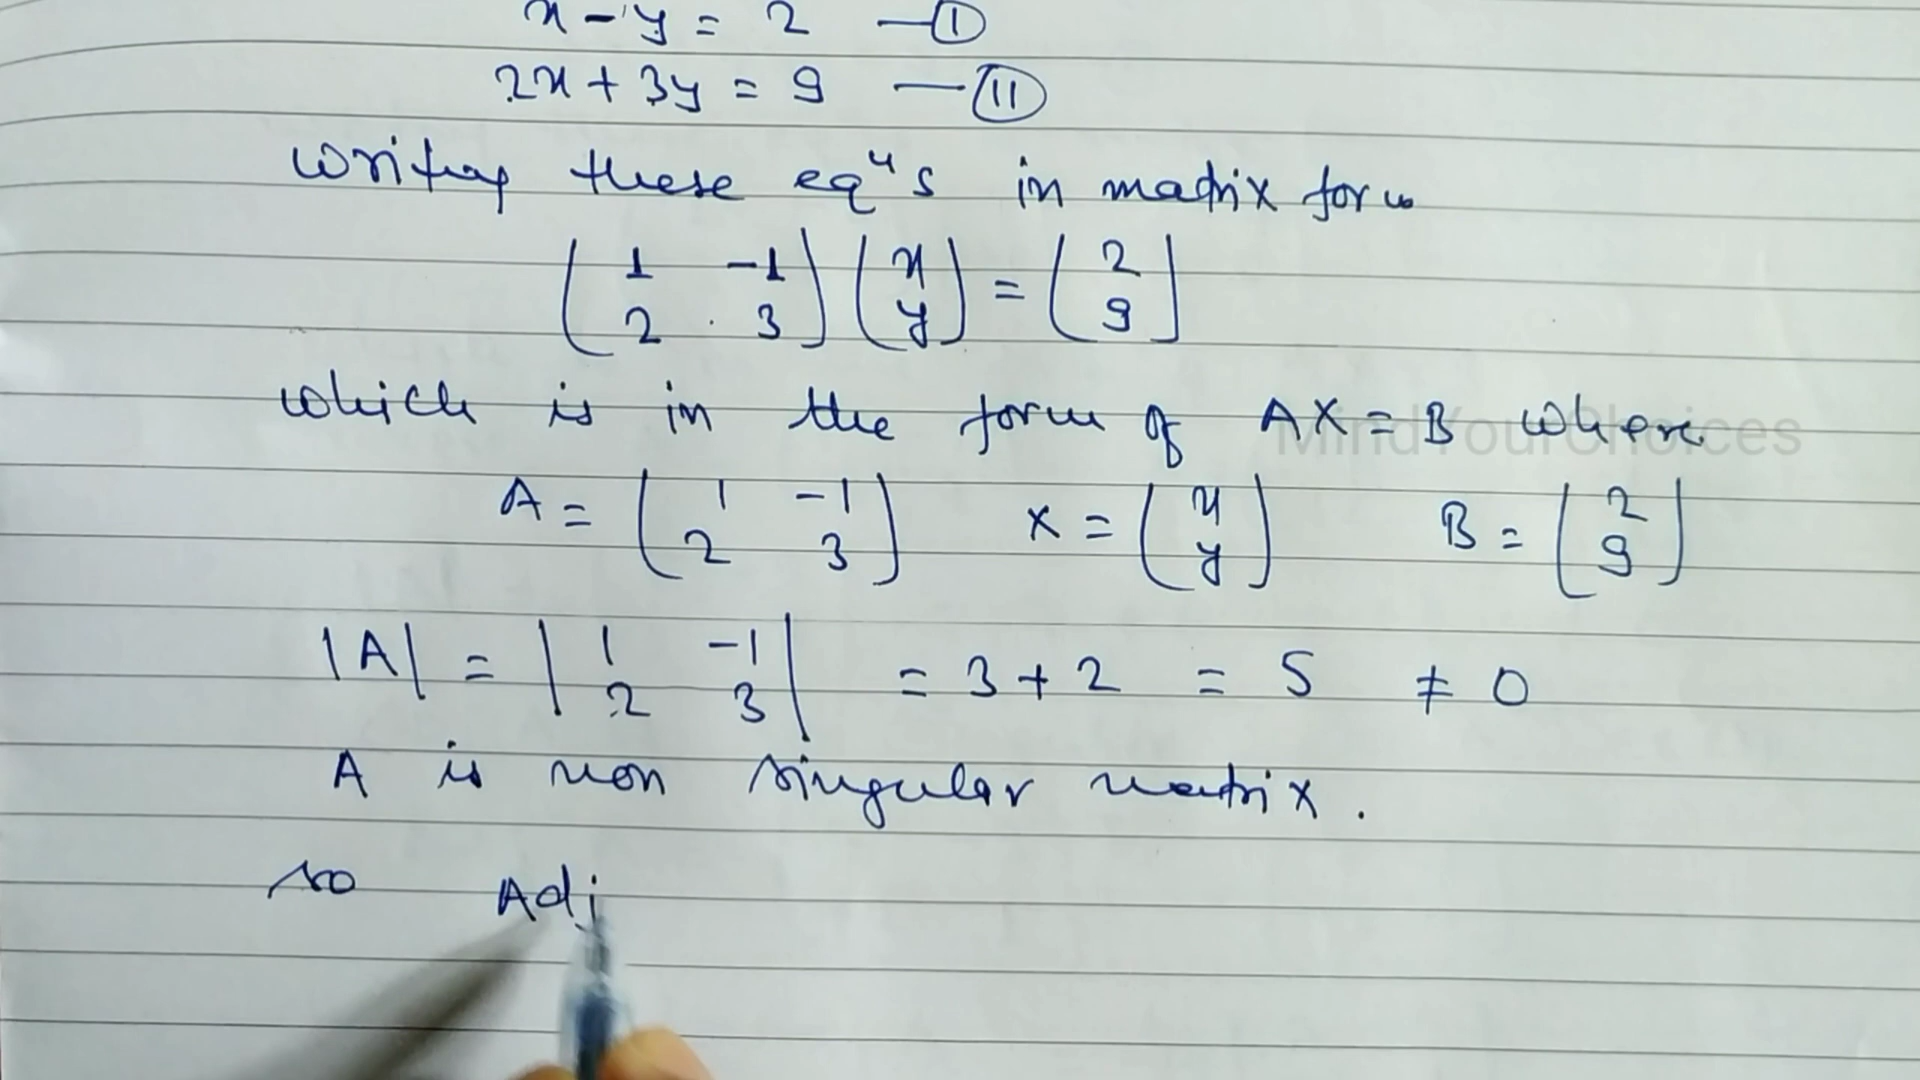 x - y = 2 — I
2x + 3y = 9 — II
writing these eqⁿs in matrix form
( 1 -1 ) ( x ) = ( 2 )
( 2 3 ) ( y ) ( 9 )
which is in the form of AX = B where
MindYourChoices
A = ( 1 -1 ) X = ( x ) B = ( 2 )
( 2 3 ) ( y ) ( 9 )
|A| = | 1 -1 | = 3 + 2 = 5 ≠ 0
| 2 3 |
A is non singular matrix.
so Adj